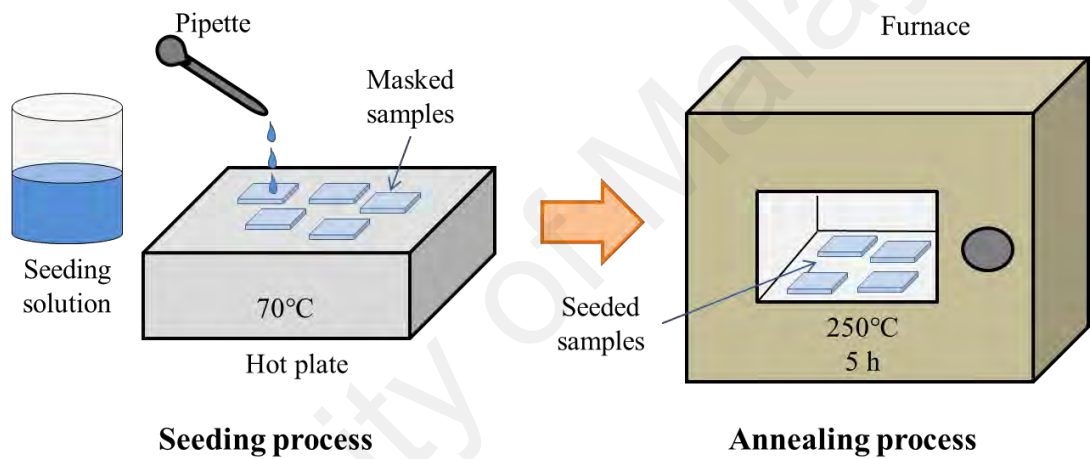 Pipette
Furnace
Masked
samples
Seeding
solution
70°C
Hot plate
Seeded
samples
250°C
5 h
Seeding process
Annealing process